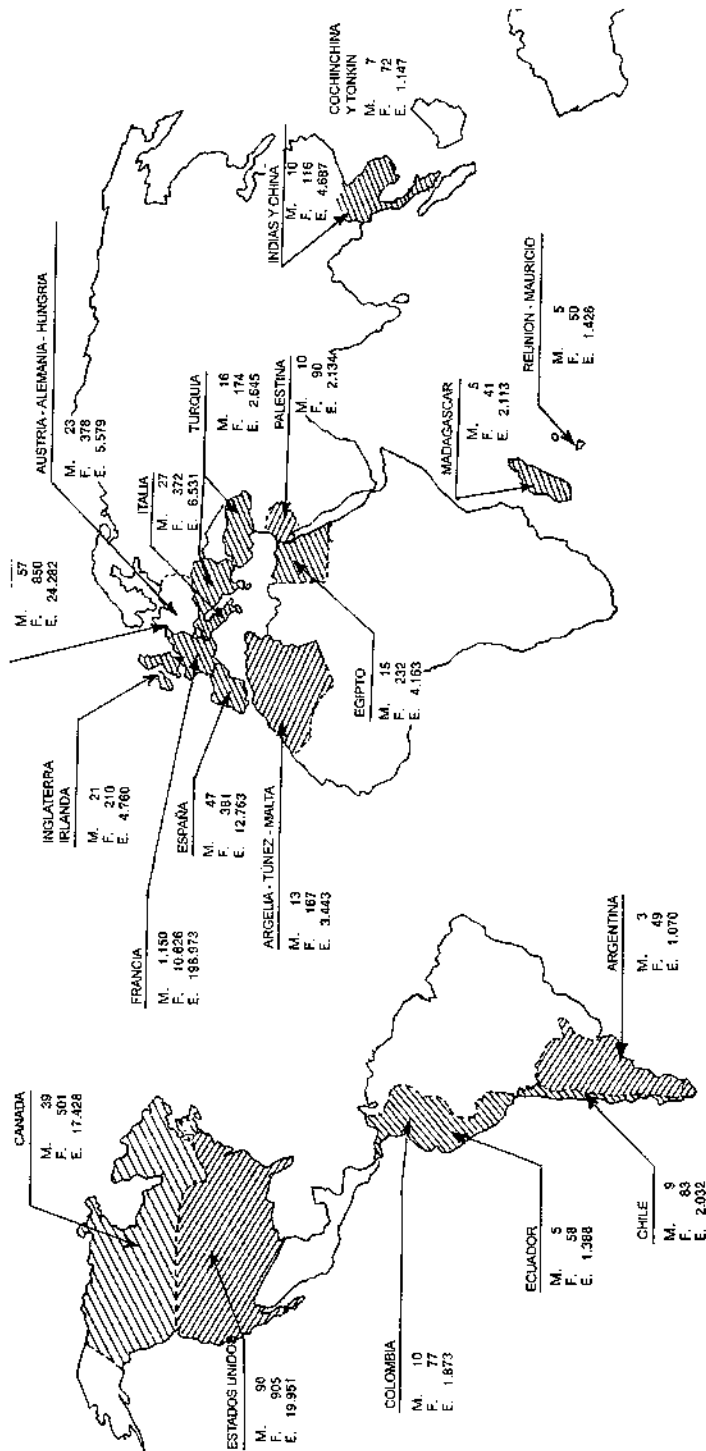 CANADA
M. 39
F. 501
E. 17.428
ESTADOS UNIDOS
M. 90
F. 905
E. 19.951
COLOMBIA
M. 10
F. 77
E. 1.873
ECUADOR
M. 5
F. 58
E. 1.388
CHILE
M. 9
F. 83
E. 2.032
ARGENTINA
M. 3
F. 49
E. 1.070
INGLATERRA
IRLANDA
M. 21
F. 210
E. 4.760
FRANCIA
M. 1.150
F. 10.826
E. 198.973
ESPAÑA
M. 47
F. 381
E. 12.763
ARGELIA - TÚNEZ - MALTA
M. 13
F. 167
E. 3.443
M. 57
F. 850
E. 24.282
AUSTRIA - ALEMANIA - HUNGRIA
M. 23
F. 378
E. 5.579
ITALIA
M. 27
F. 372
E. 6.531
TURQUIA
M. 16
F. 174
E. 2.645
PALESTINA
M. 10
F. 90
E. 2.134
EGIPTO
M. 15
F. 232
E. 4.163
INDIAS Y CHINA
M. 10
F. 116
E. 4.687
COCHINCHINA
Y TONKIN
M. 7
F. 72
E. 1.147
MADAGASCAR
M. 5
F. 41
E. 2.113
REUNION - MAURICIO
M. 5
F. 50
E. 1.426